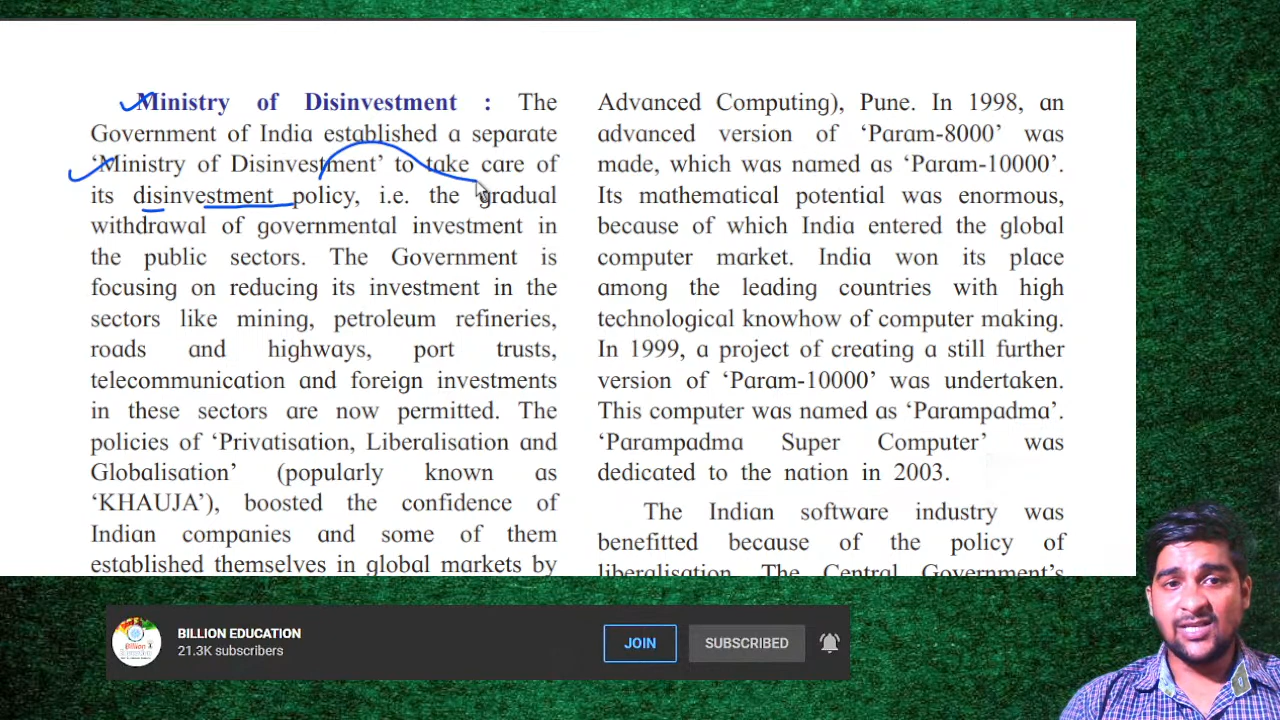 Ministry of Disinvestment : The
Government of India established a separate
‘Ministry of Disinvestment’ to take care of
its disinvestment policy, i.e. the gradual
withdrawal of governmental investment in
the public sectors. The Government is
focusing on reducing its investment in the
sectors like mining, petroleum refineries,
roads and highways, port trusts,
telecommunication and foreign investments
in these sectors are now permitted. The
policies of ‘Privatisation, Liberalisation and
Globalisation’ (popularly known as
‘KHAUJA’), boosted the confidence of
Indian companies and some of them
established themselves in global markets by
Advanced Computing), Pune. In 1998, an
advanced version of ‘Param-8000’ was
made, which was named as ‘Param-10000’.
Its mathematical potential was enormous,
because of which India entered the global
computer market. India won its place
among the leading countries with high
technological knowhow of computer making.
In 1999, a project of creating a still further
version of ‘Param-10000’ was undertaken.
This computer was named as ‘Parampadma’.
‘Parampadma Super Computer’ was
dedicated to the nation in 2003.
The Indian software industry was
benefitted because of the policy of
liberalisation. The Central Government’s
BILLION EDUCATION
21.3K subscribers
JOIN
SUBSCRIBED